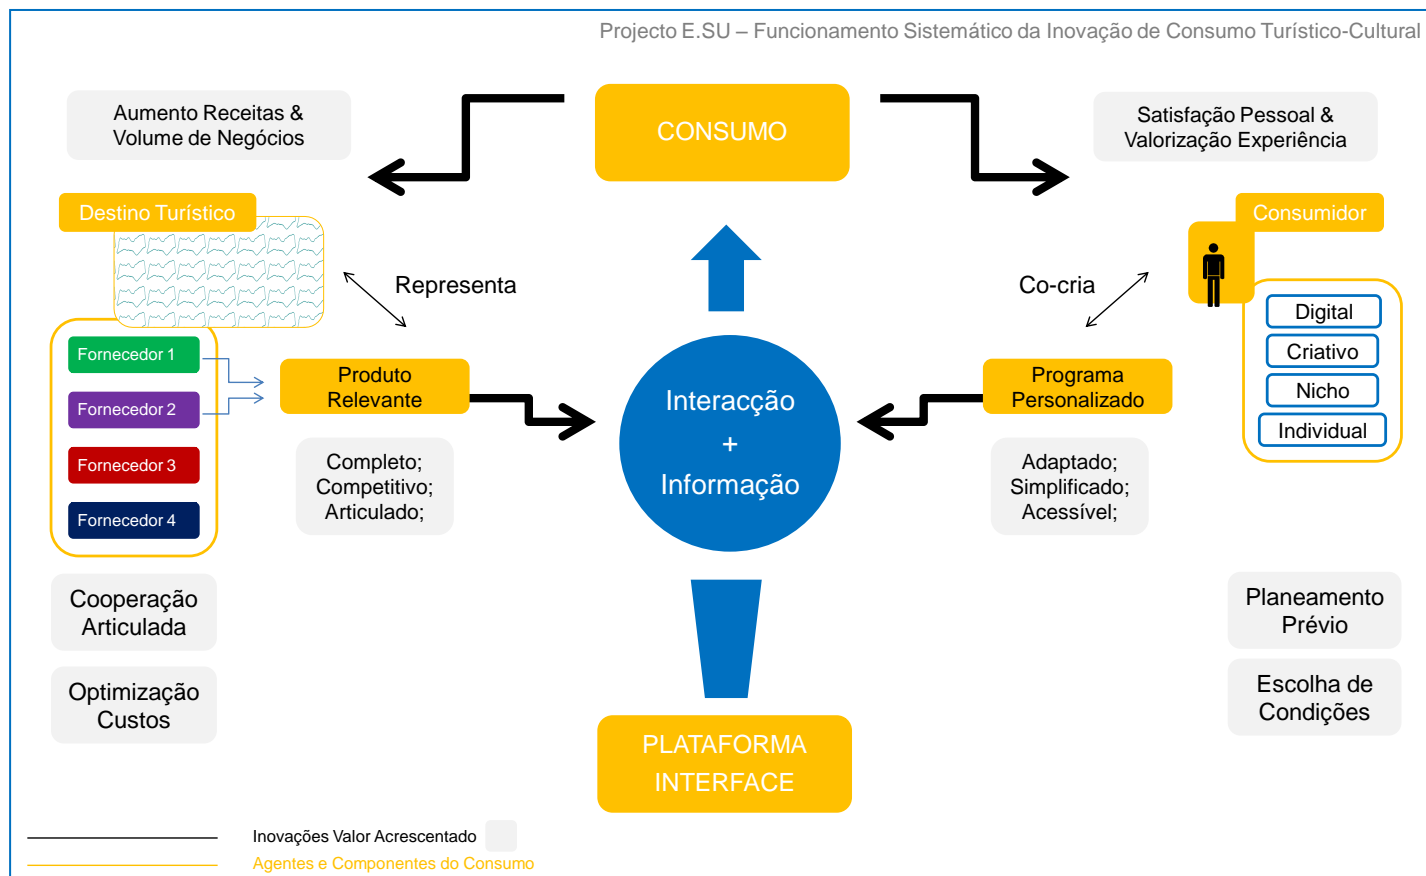 Projecto E.SU – Funcionamento Sistemático da Inovação de Consumo Turístico-Cultural
Aumento Receitas &
Volume de Negócios
CONSUMO
Satisfação Pessoal &
Valorização Experiência
Destino Turístico
Consumidor
Representa
Co-cria
Digital
Criativo
Nicho
Individual
Fornecedor 1
Fornecedor 2
Fornecedor 3
Fornecedor 4
Produto
Relevante
Interacção
+
Informação
Programa
Personalizado
Completo;
Competitivo;
Articulado;
Adaptado;
Simplificado;
Acessível;
Cooperação
Articulada
Planeamento
Prévio
Optimização
Custos
Escolha de
Condições
PLATAFORMA
INTERFACE
Inovações Valor Acrescentado
Agentes e Componentes do Consumo